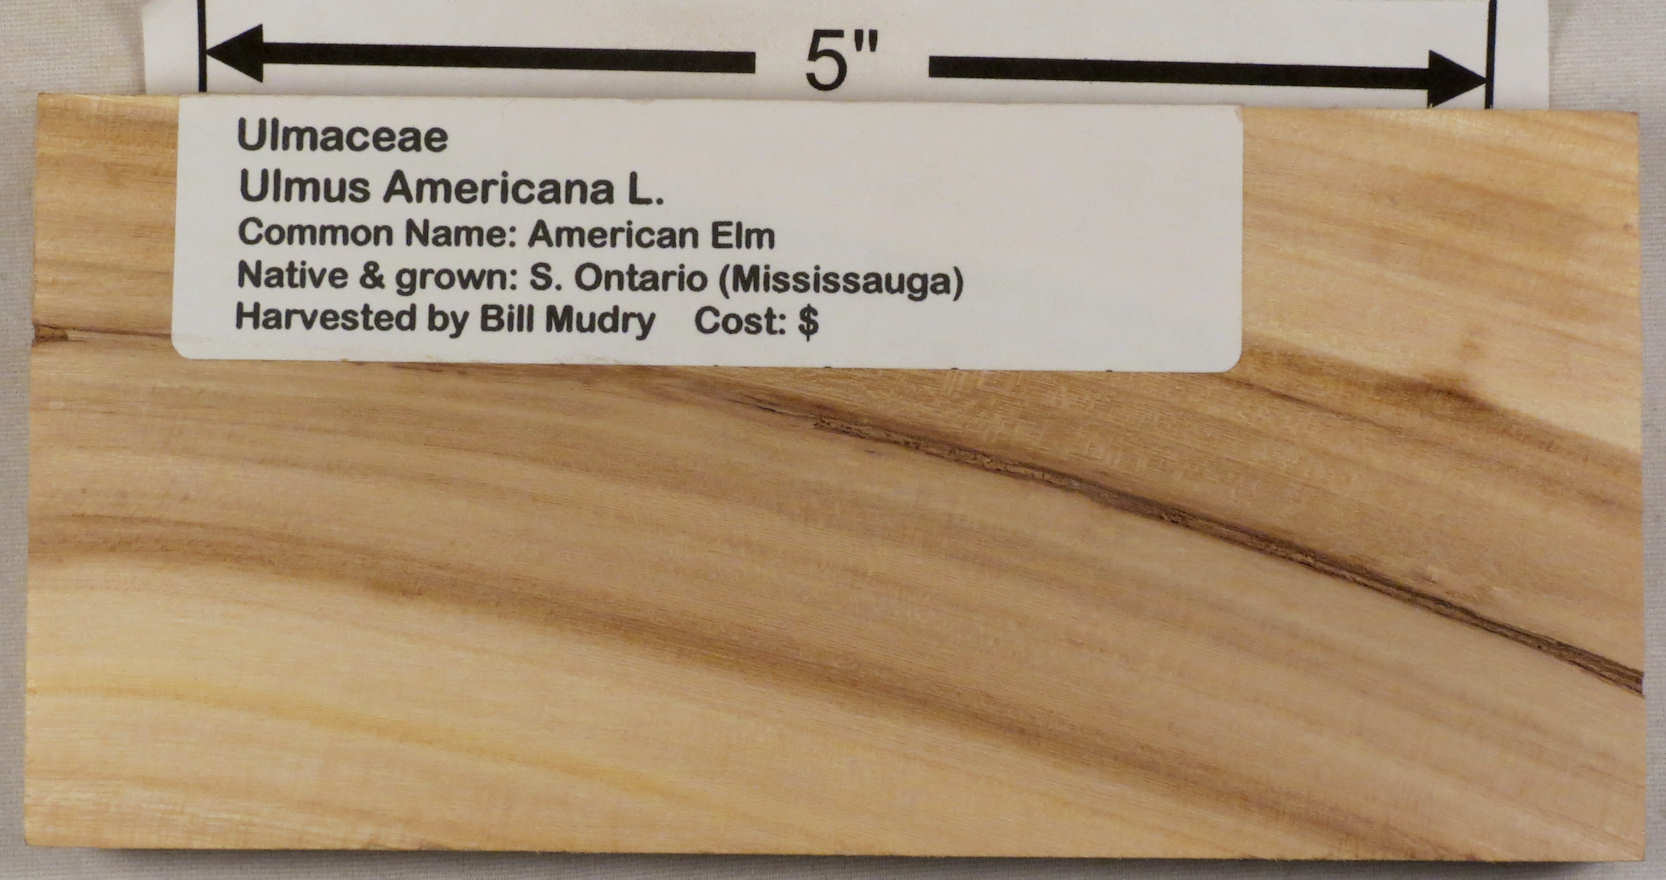 5"
Ulmaceae
Ulmus Americana L.
Common Name: American Elm
Native & grown: S. Ontario (Mississauga)
Harvested by Bill Mudry    Cost: $